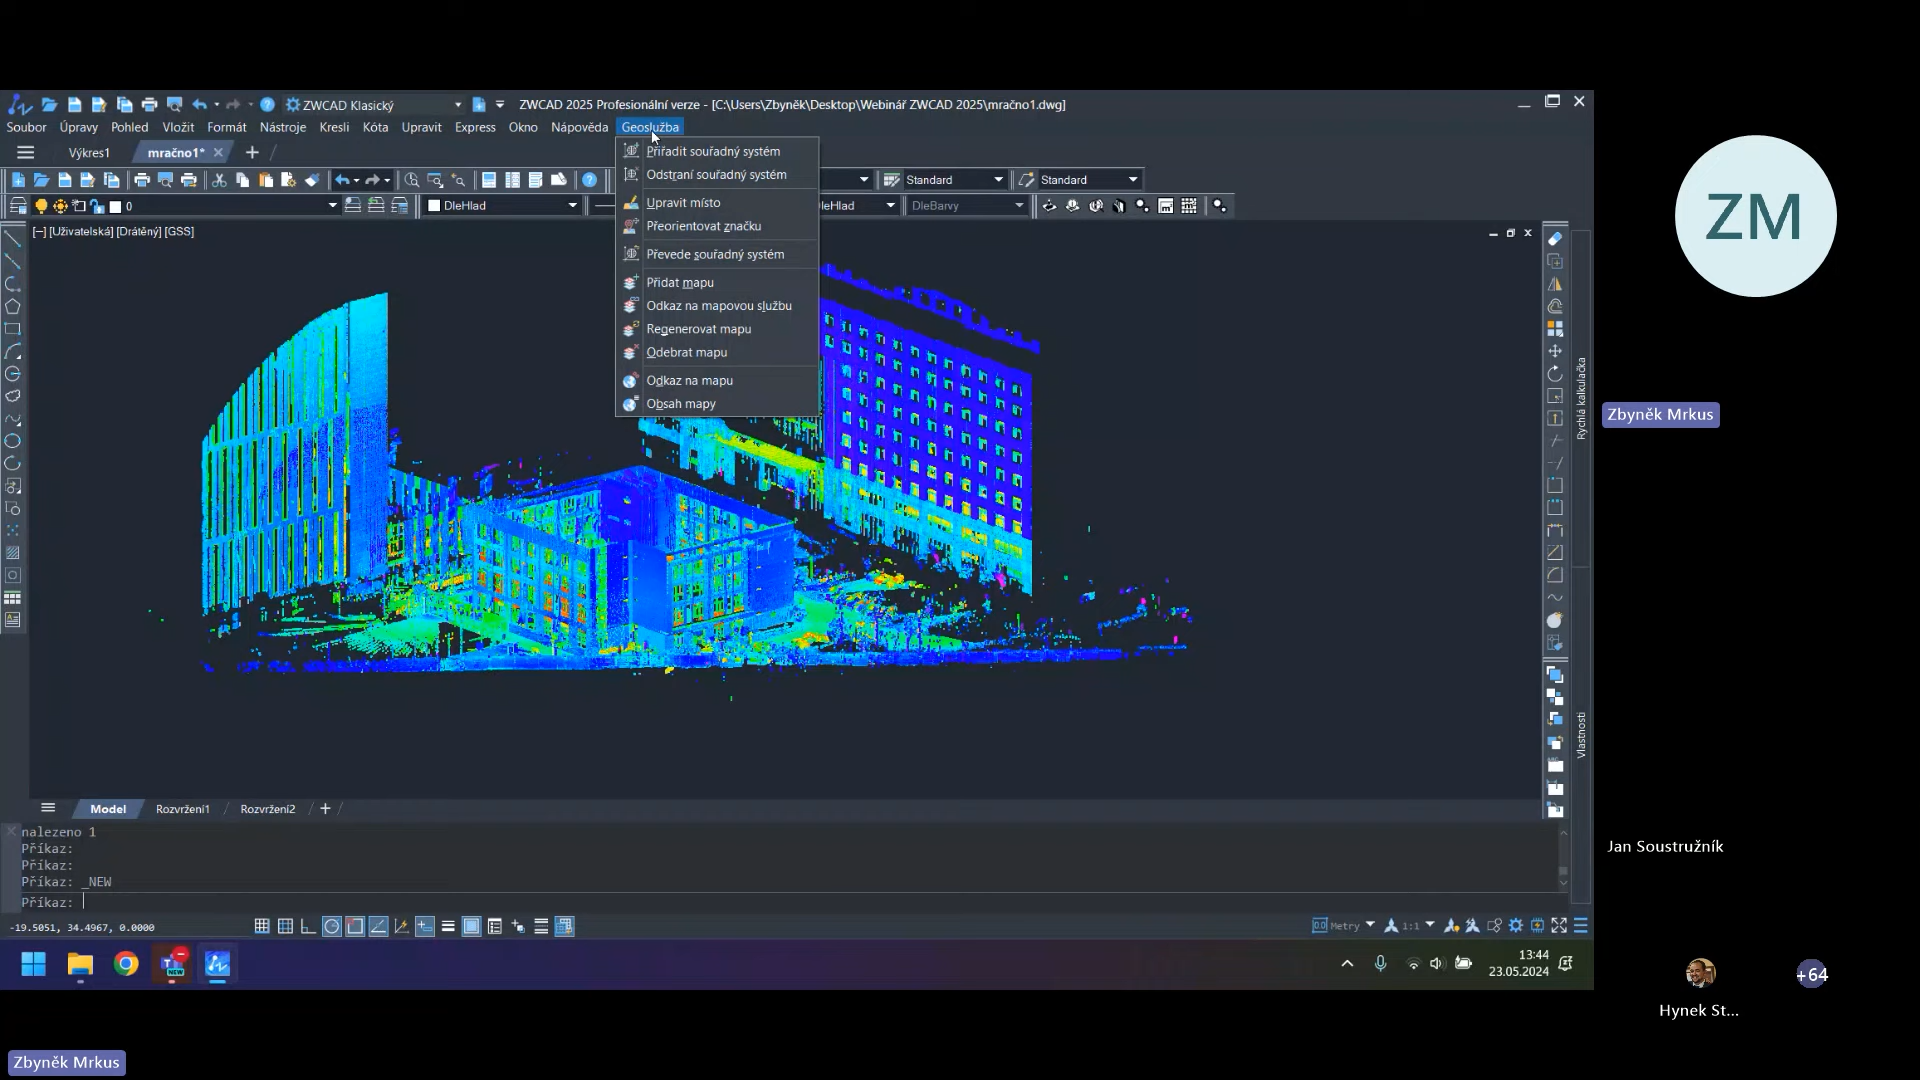 ZWCAD Klasický
ZWCAD 2025 Profesionální verze - [C:\Users\Zbyněk\Desktop\Webinář ZWCAD 2025\mračno1.dwg]
Soubor Úpravy Pohled Vložit Formát Nástroje Kresli Kóta Upravit Express Okno Nápověda Geoslužba
Výkres1 mračno1*
Přiřadit souřadný systém
Odstraní souřadný systém
Upravit místo
Přeorientovat značku
Převede souřadný systém
Přidat mapu
Odkaz na mapovou službu
Regenerovat mapu
Odebrat mapu
Odkaz na mapu
Obsah mapy
Standard Standard
0 DleHlad DleHlad DleBarvy
[−] [Uživatelská] [Drátěný] [GSS]
Rychlá kalkulačka
Vlastnosti
Model Rozvržení1 Rozvržení2
nalezeno 1
Příkaz:
Příkaz:
Příkaz: _NEW
Příkaz:
-19.5051, 34.4967, 0.0000
Metry 1:1
NEW
13:44
23.05.2024
ZM
Zbyněk Mrkus
Jan Soustružník
Hynek St...
+64
Zbyněk Mrkus